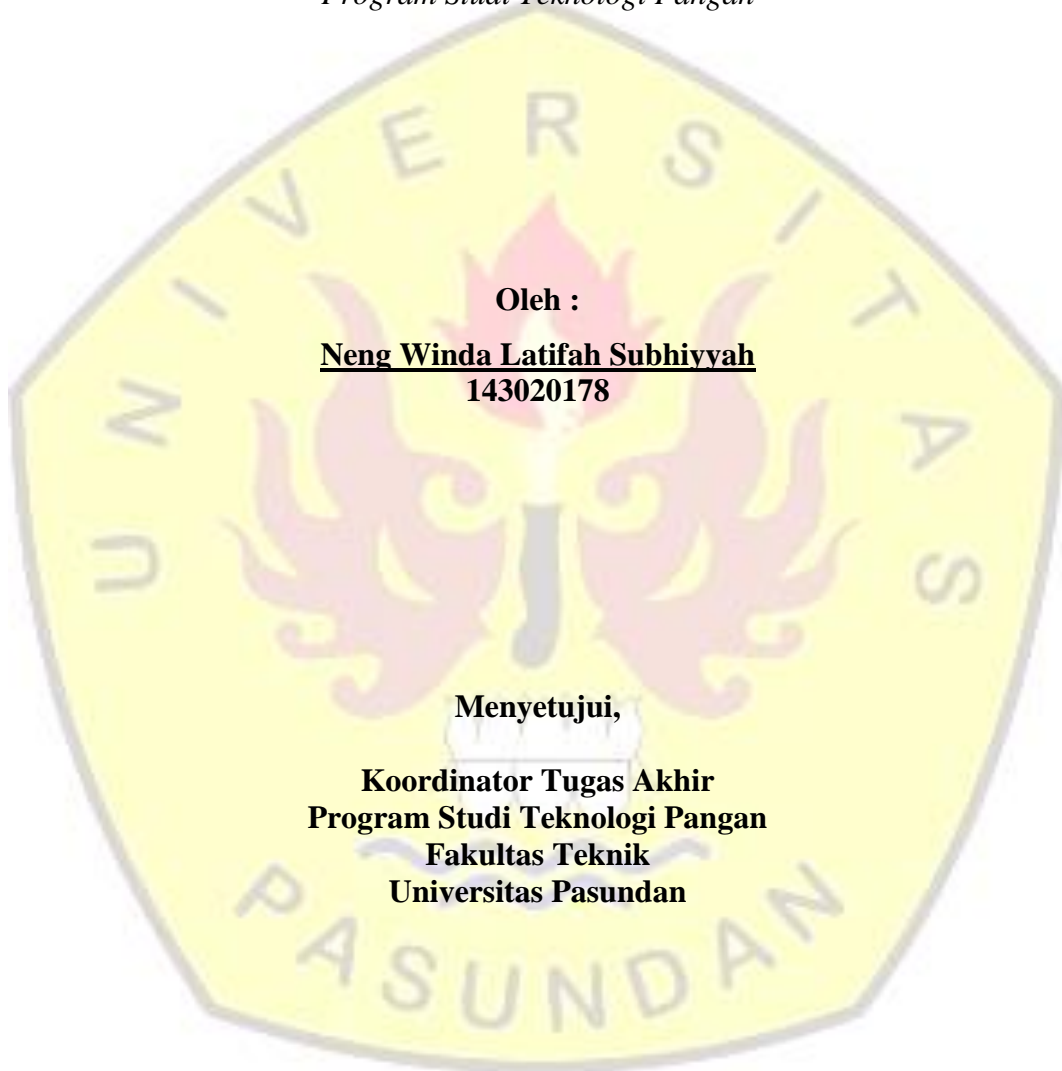 Program Studi Teknologi Pangan
UNIVERSITAS
Oleh :
Neng Winda Latifah Subhiyyah
143020178
Menyetujui,
Koordinator Tugas Akhir
Program Studi Teknologi Pangan
Fakultas Teknik
Universitas Pasundan
PASUNDAN